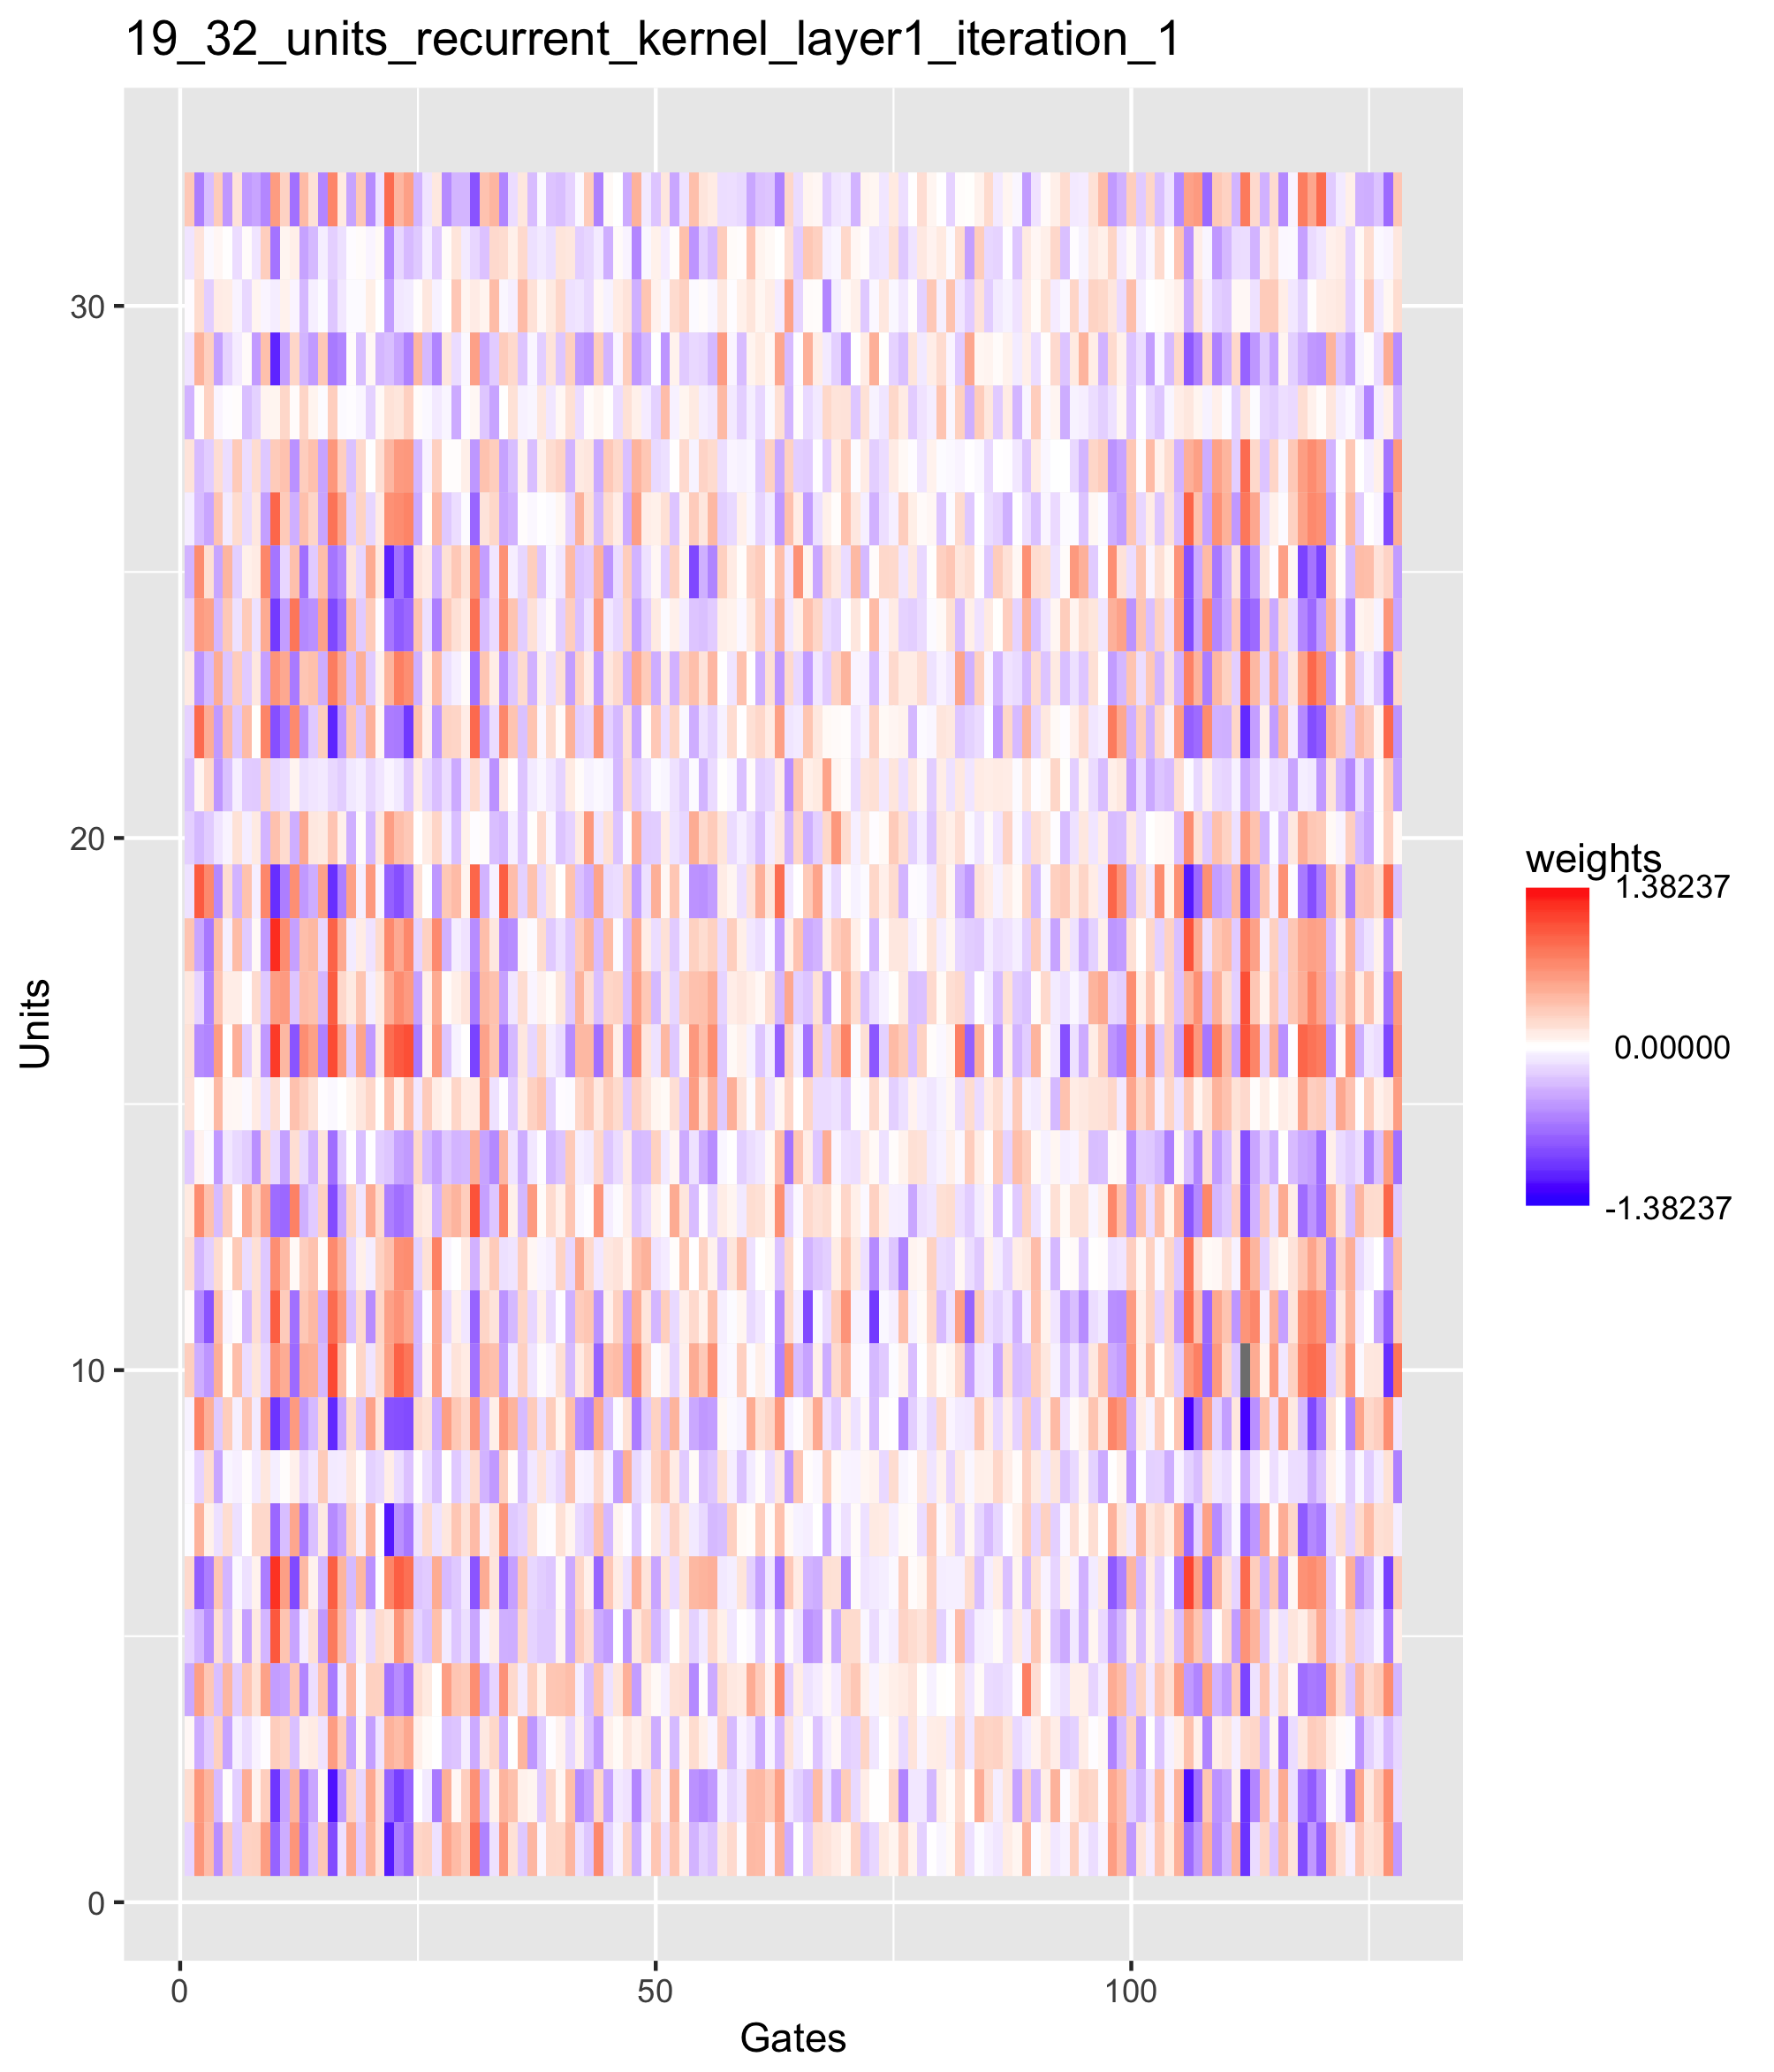 19_32_units_recurrent_kernel_layer1_iteration_1
30
20
10
0
Units
0 50 100
Gates
weights
1.38237
0.00000
-1.38237